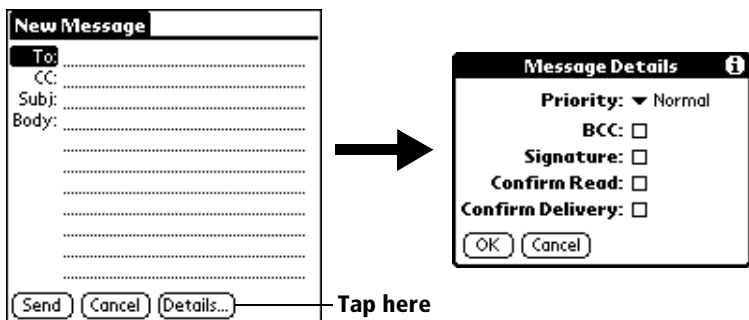 New Message
To:
CC:
Subj:
Body:
Send Cancel Details...
Tap here
Message Details i
Priority: Normal
BCC:
Signature:
Confirm Read:
Confirm Delivery:
OK Cancel